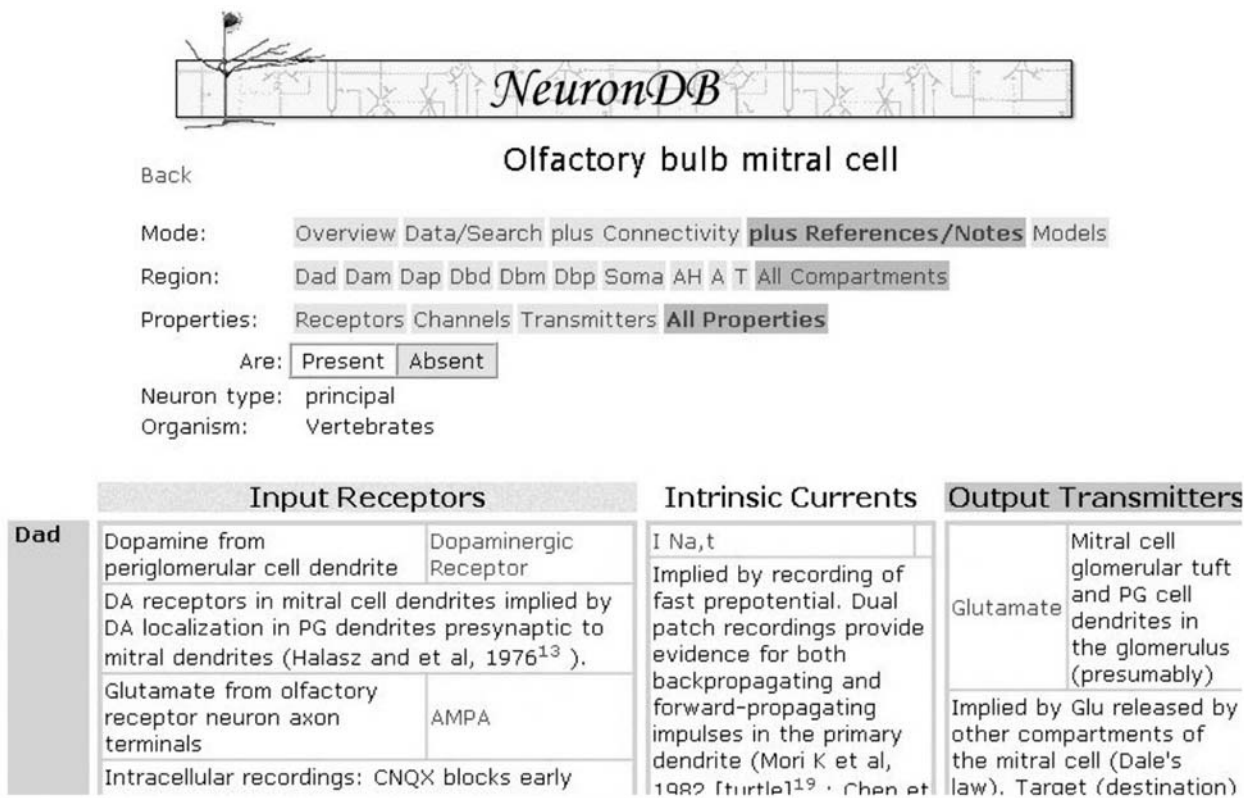 NeuronDB
Olfactory bulb mitral cell
Back
Mode: Overview Data/Search plus Connectivity plus References/Notes Models
Region: Dad Dam Dap Dbd Dbm Dbp Soma AH A T All Compartments
Properties: Receptors Channels Transmitters All Properties
Are: Present Absent
Neuron type: principal
Organism: Vertebrates
Input Receptors
Intrinsic Currents
Output Transmitters
Dad
Dopamine from
periglomerular cell dendrite
Dopaminergic
Receptor
DA receptors in mitral cell dendrites implied by
DA localization in PG dendrites presynaptic to
mitral dendrites (Halasz and et al, 1976¹³ ).
Glutamate from olfactory
receptor neuron axon
terminals
AMPA
Intracellular recordings: CNQX blocks early
I Na,t
Implied by recording of
fast prepotential. Dual
patch recordings provide
evidence for both
backpropagating and
forward-propagating
impulses in the primary
dendrite (Mori K et al,
1982 [turtle]¹⁹ ; Chen et
Glutamate
Mitral cell
glomerular tuft
and PG cell
dendrites in
the glomerulus
(presumably)
Implied by Glu released by
other compartments of
the mitral cell (Dale's
law). Target (destination)